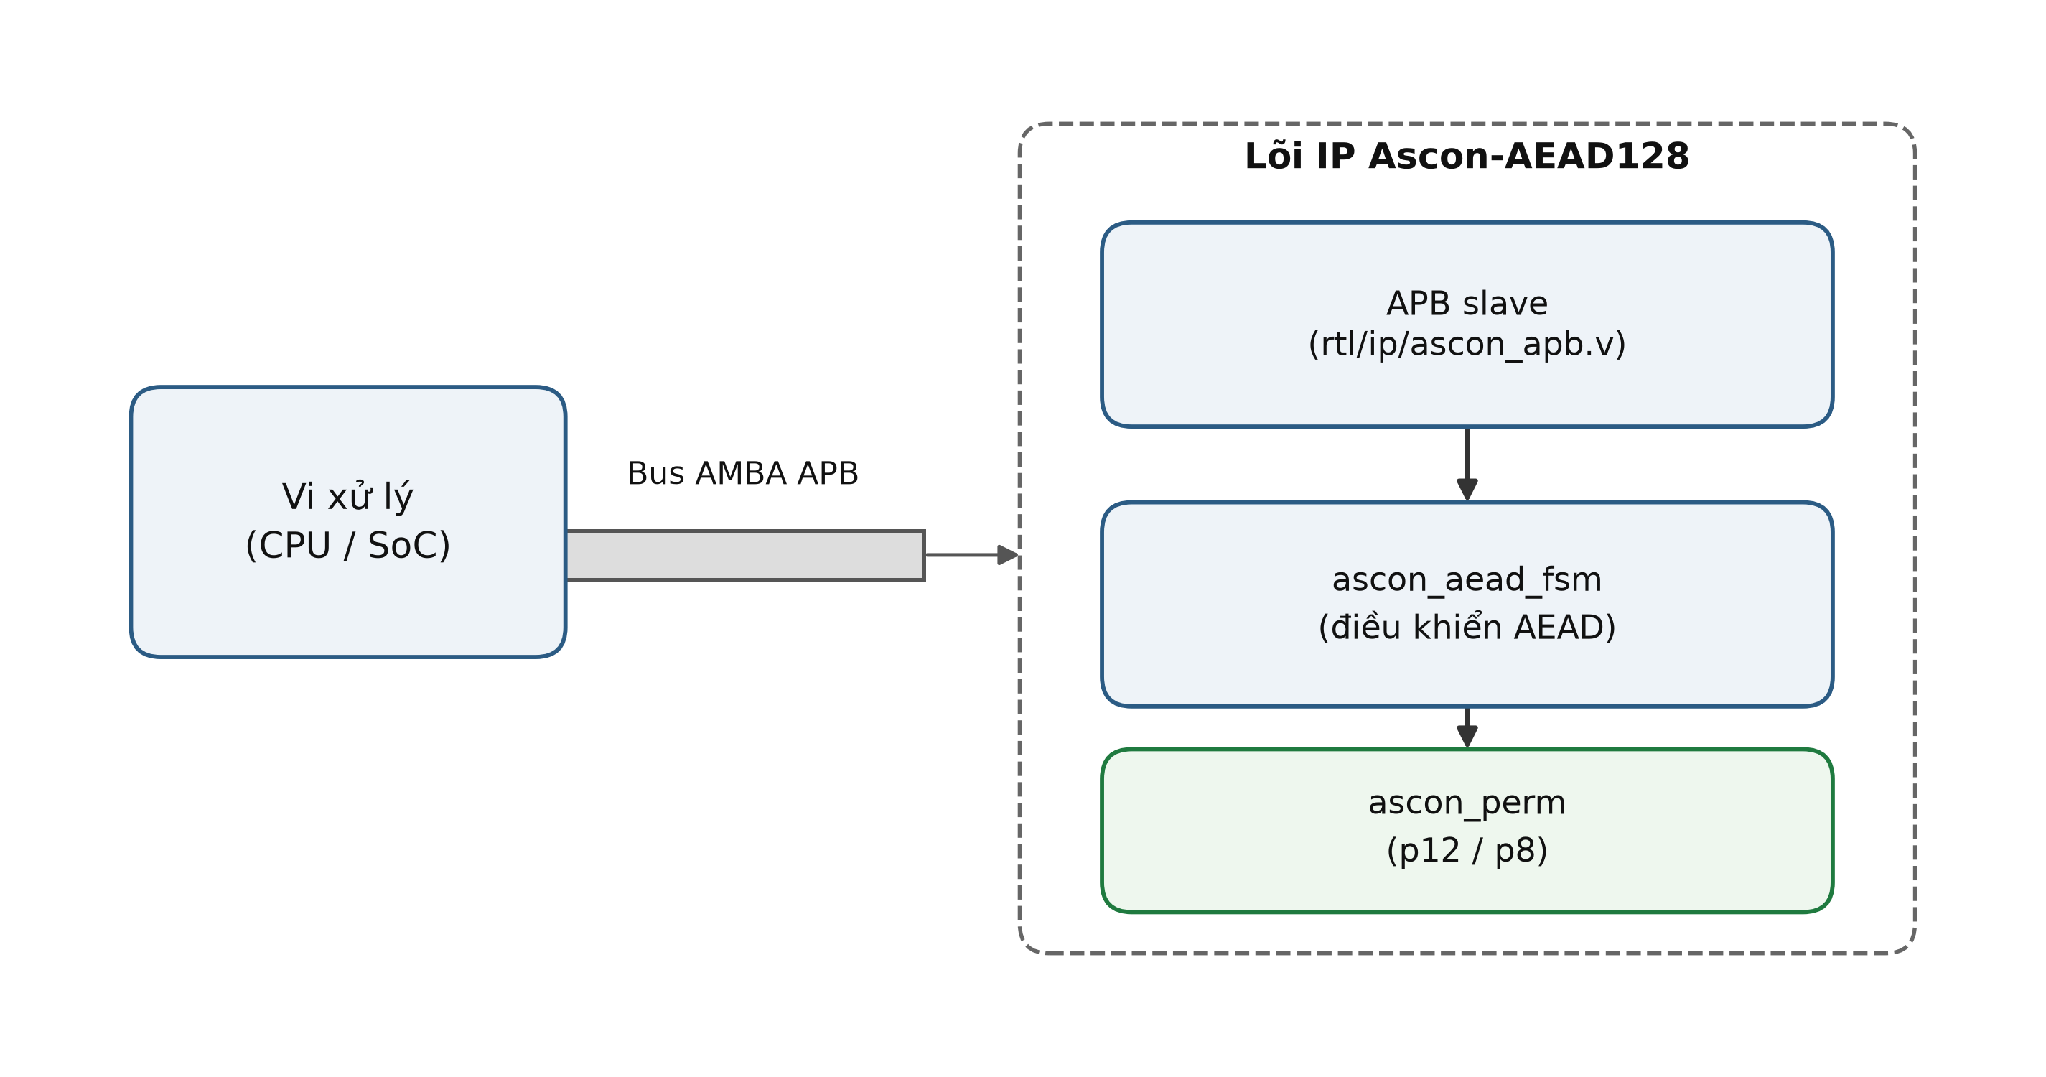 Lõi IP Ascon-AEAD128
APB slave
(rtl/ip/ascon_apb.v)
Vi xử lý
(CPU / SoC)
Bus AMBA APB
ascon_aead_fsm
(điều khiển AEAD)
ascon_perm
(p12 / p8)